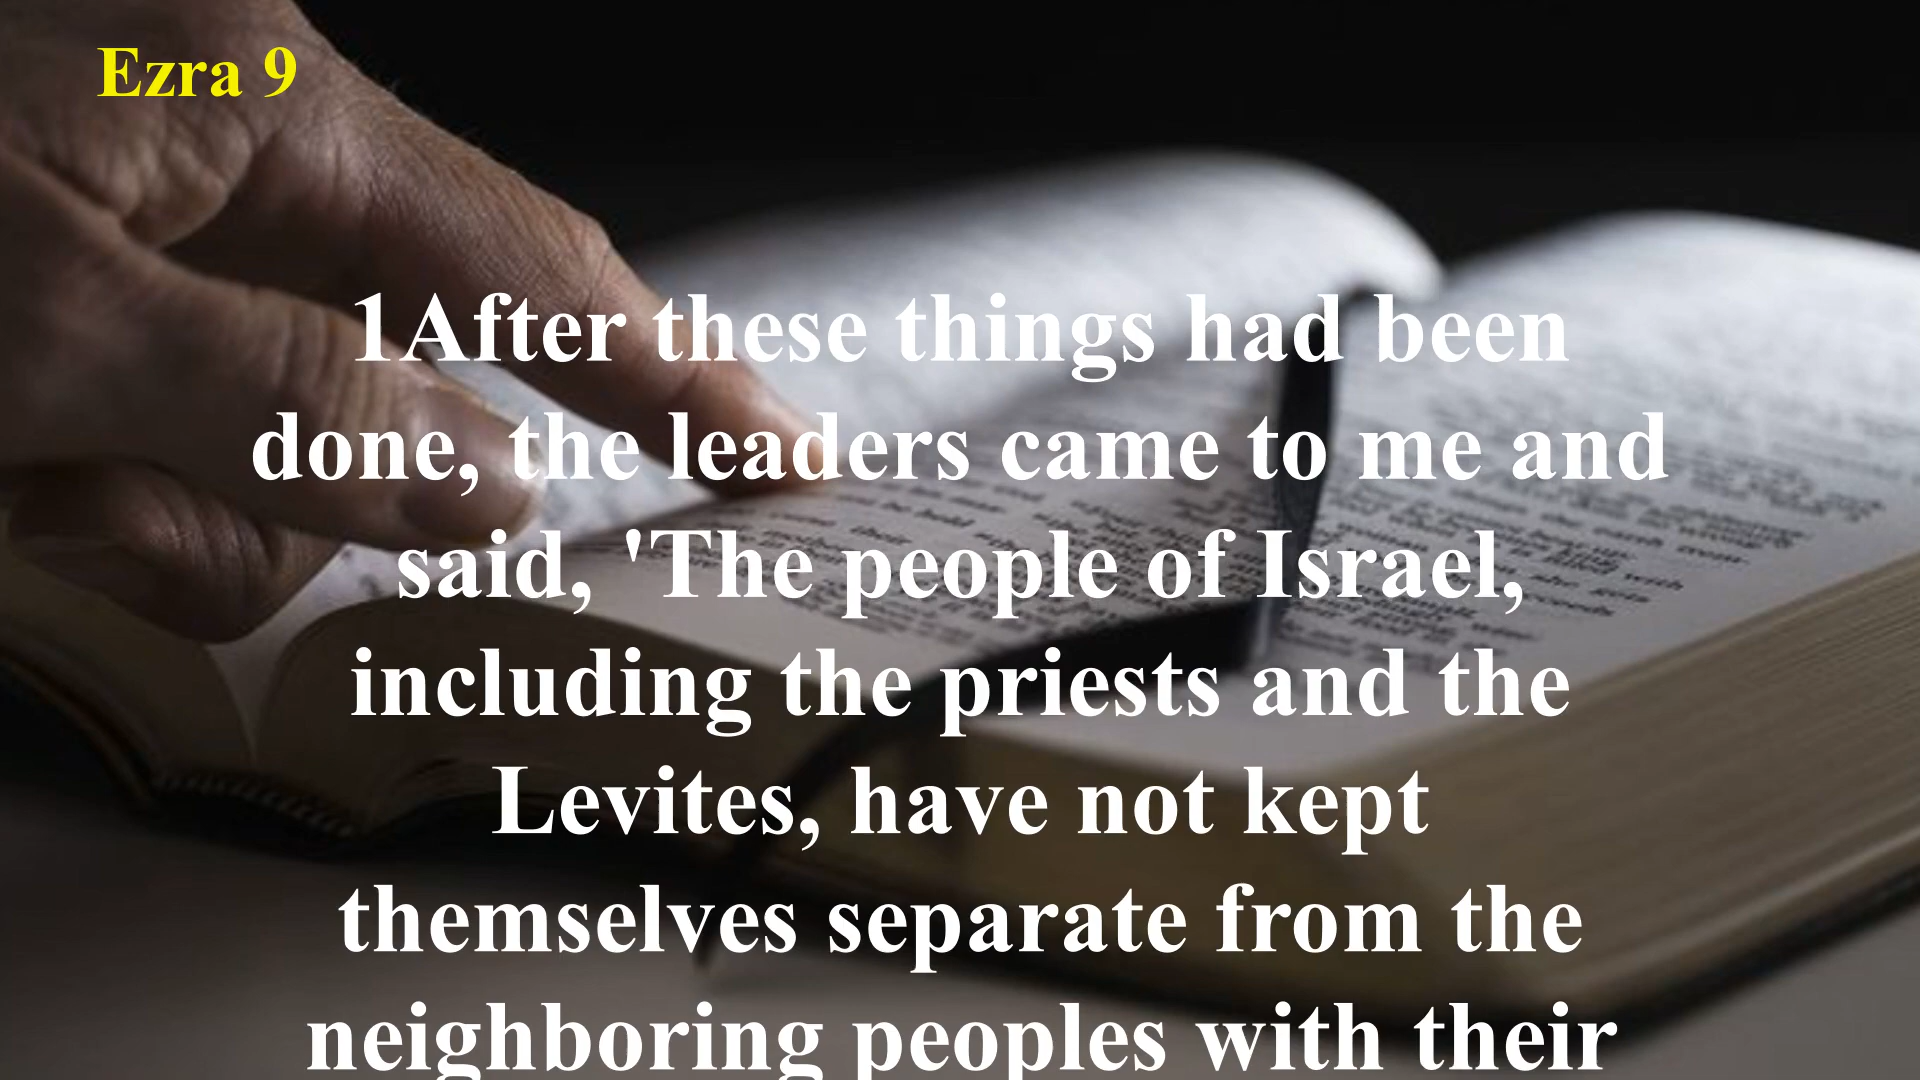 Ezra 9
1After these things had been
done, the leaders came to me and
said, 'The people of Israel,
including the priests and the
Levites, have not kept
themselves separate from the
neighboring peoples with their